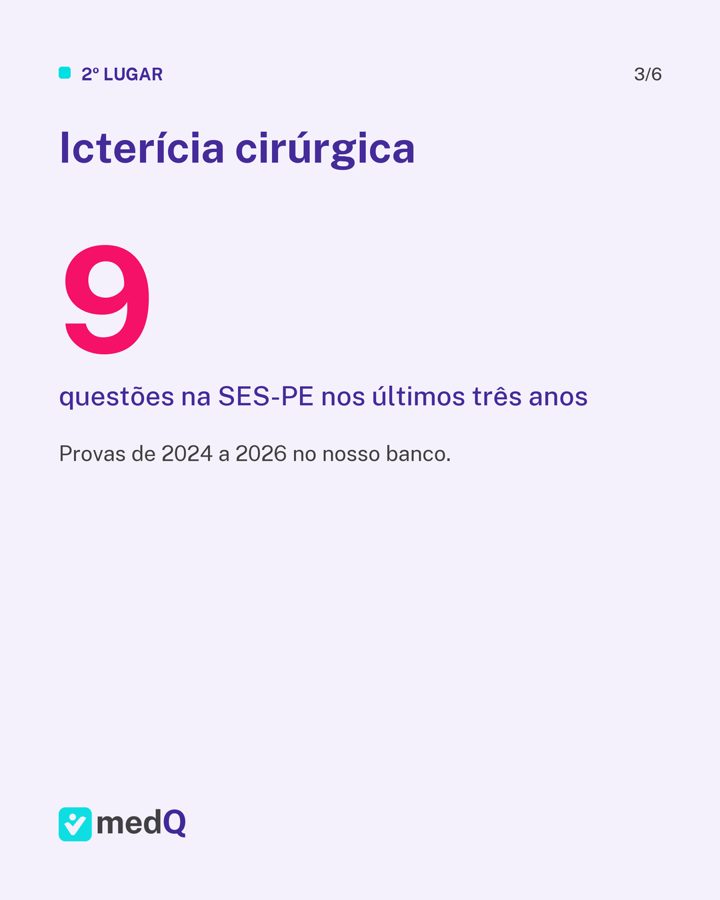 2º LUGAR
3/6
Icterícia cirúrgica
9
questões na SES-PE nos últimos três anos
Provas de 2024 a 2026 no nosso banco.
medQ